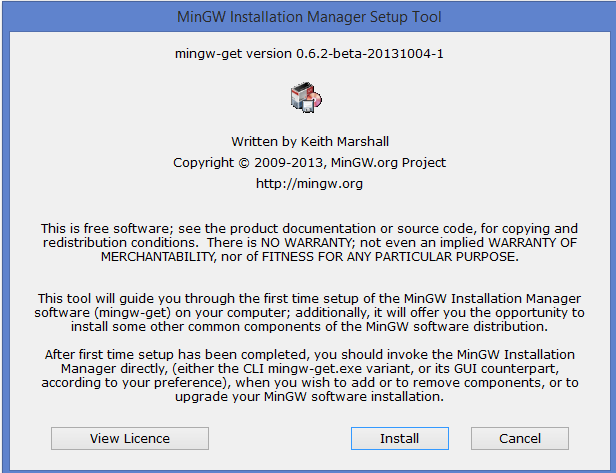 MinGW Installation Manager Setup Tool
mingw-get version 0.6.2-beta-20131004-1
Written by Keith Marshall
Copyright © 2009-2013, MinGW.org Project
http://mingw.org
This is free software; see the product documentation or source code, for copying and
redistribution conditions.  There is NO WARRANTY; not even an implied WARRANTY OF
MERCHANTABILITY, nor of FITNESS FOR ANY PARTICULAR PURPOSE.
This tool will guide you through the first time setup of the MinGW Installation Manager
software (mingw-get) on your computer; additionally, it will offer you the opportunity to
install some other common components of the MinGW software distribution.
After first time setup has been completed, you should invoke the MinGW Installation
Manager directly, (either the CLI mingw-get.exe variant, or its GUI counterpart,
according to your preference), when you wish to add or to remove components, or to
upgrade your MinGW software installation.
View Licence
Install
Cancel